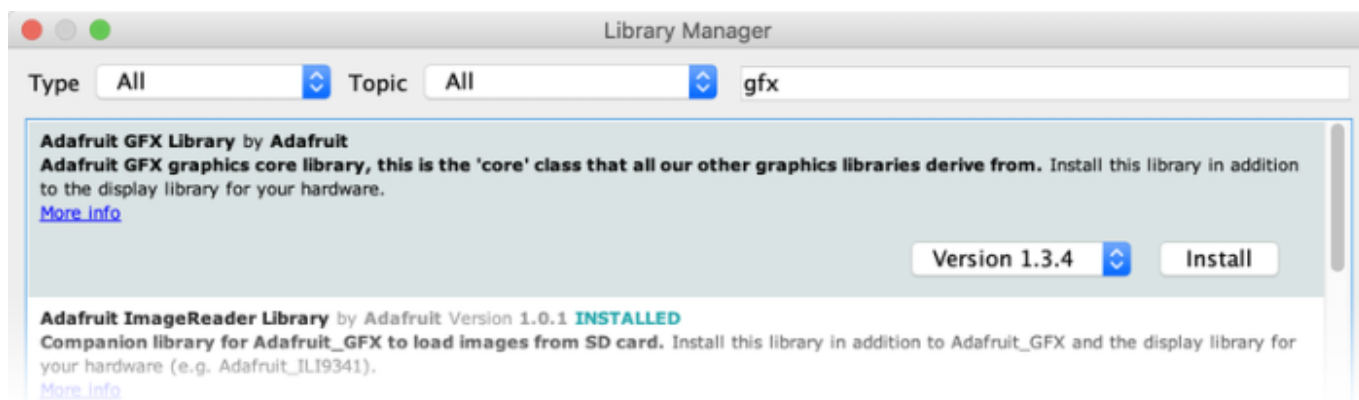 Library Manager
Type All Topic All gfx
Adafruit GFX Library by Adafruit
Adafruit GFX graphics core library, this is the 'core' class that all our other graphics libraries derive from. Install this library in addition
to the display library for your hardware.
More info
Version 1.3.4 Install
Adafruit ImageReader Library by Adafruit Version 1.0.1 INSTALLED
Companion library for Adafruit_GFX to load images from SD card. Install this library in addition to Adafruit_GFX and the display library for
your hardware (e.g. Adafruit_ILI9341).
More info